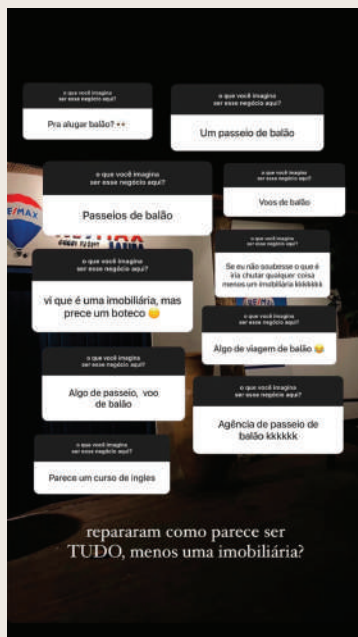 o que você imagina
ser esse negócio aqui?
Pra alugar balão? 👀
o que você imagina
ser esse negócio aqui?
Um passeio de balão
o que você imagina
ser esse negócio aqui?
Passeios de balão
o que você imagina
ser esse negócio aqui?
Voos de balão
E/MAX
o que você imagina
ser esse negócio aqui?
Se eu não soubesse o que é
iria chutar qualquer coisa
menos um imobiliária kkkkkkk
o que você imagina
ser esse negócio aqui?
vi que é uma imobiliária, mas
prece um boteco
o que você imagina
ser esse negócio aqui?
Algo de viagem de balão 😂
o que você imagina
ser esse negócio aqui?
Algo de passeio, voo
de balão
o que você imagina
ser esse negócio aqui?
Agência de passeio de
balão kkkkkk
o que você imagina
ser esse negócio aqui?
Parece um curso de ingles
repararam como parece ser
TUDO, menos uma imobiliária?